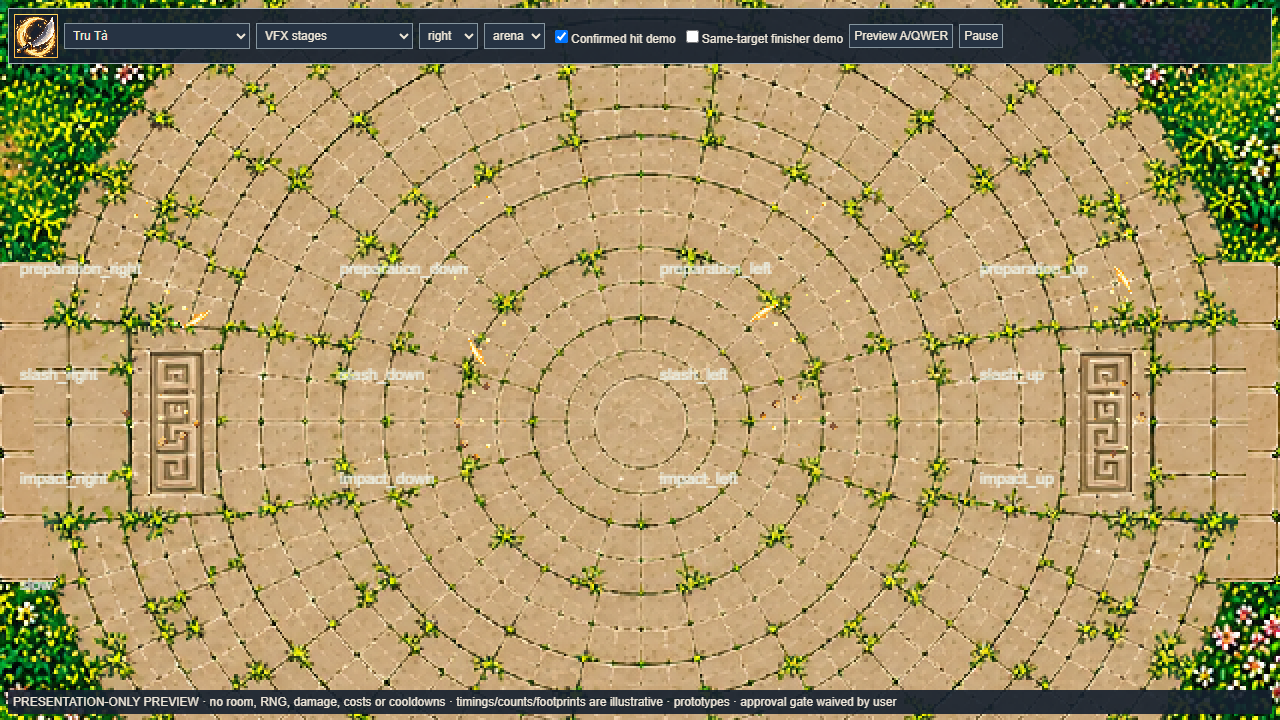 Tru Tà VFX stages right arena Confirmed hit demo Same-target finisher demo Preview A/QWER Pause
preparation_right preparation_down preparation_left preparation_up
slash_right slash_down slash_left slash_up
impact_right impact_down impact_left impact_up
slow
PRESENTATION-ONLY PREVIEW · no room, RNG, damage, costs or cooldowns · timings/counts/footprints are illustrative · prototypes · approval gate waived by user